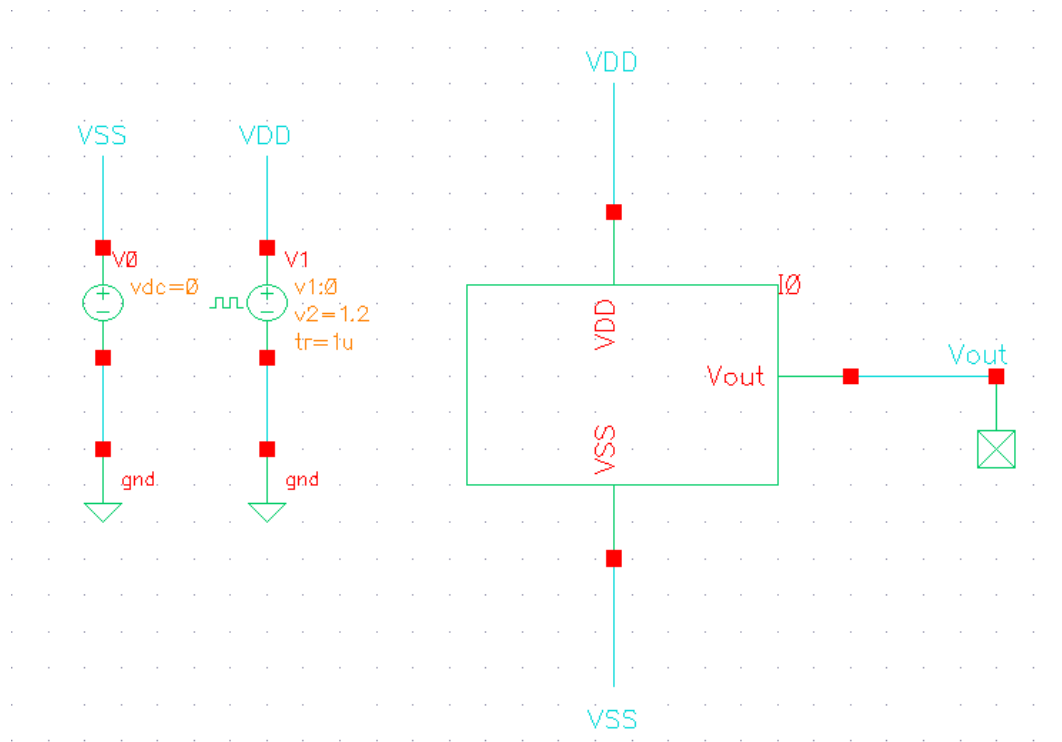 VSS
VDD
V0
vdc=0
gnd
V1
v1:0
v2=1.2
tr=1u
gnd
VDD
I0
VDD
Vout
VSS
Vout
VSS